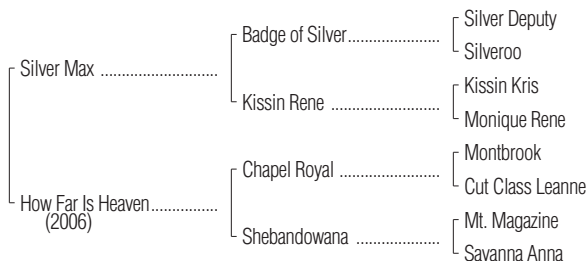 Silver Deputy
Badge of Silver....................
Silveroo
Silver Max .........................
Kissin Kris
Kissin Rene .......................
Monique Rene
Montbrook
Chapel Royal .....................
Cut Class Leanne
How Far Is Heaven..............
(2006)
Mt. Magazine
Shebandowana ..................
Savanna Anna